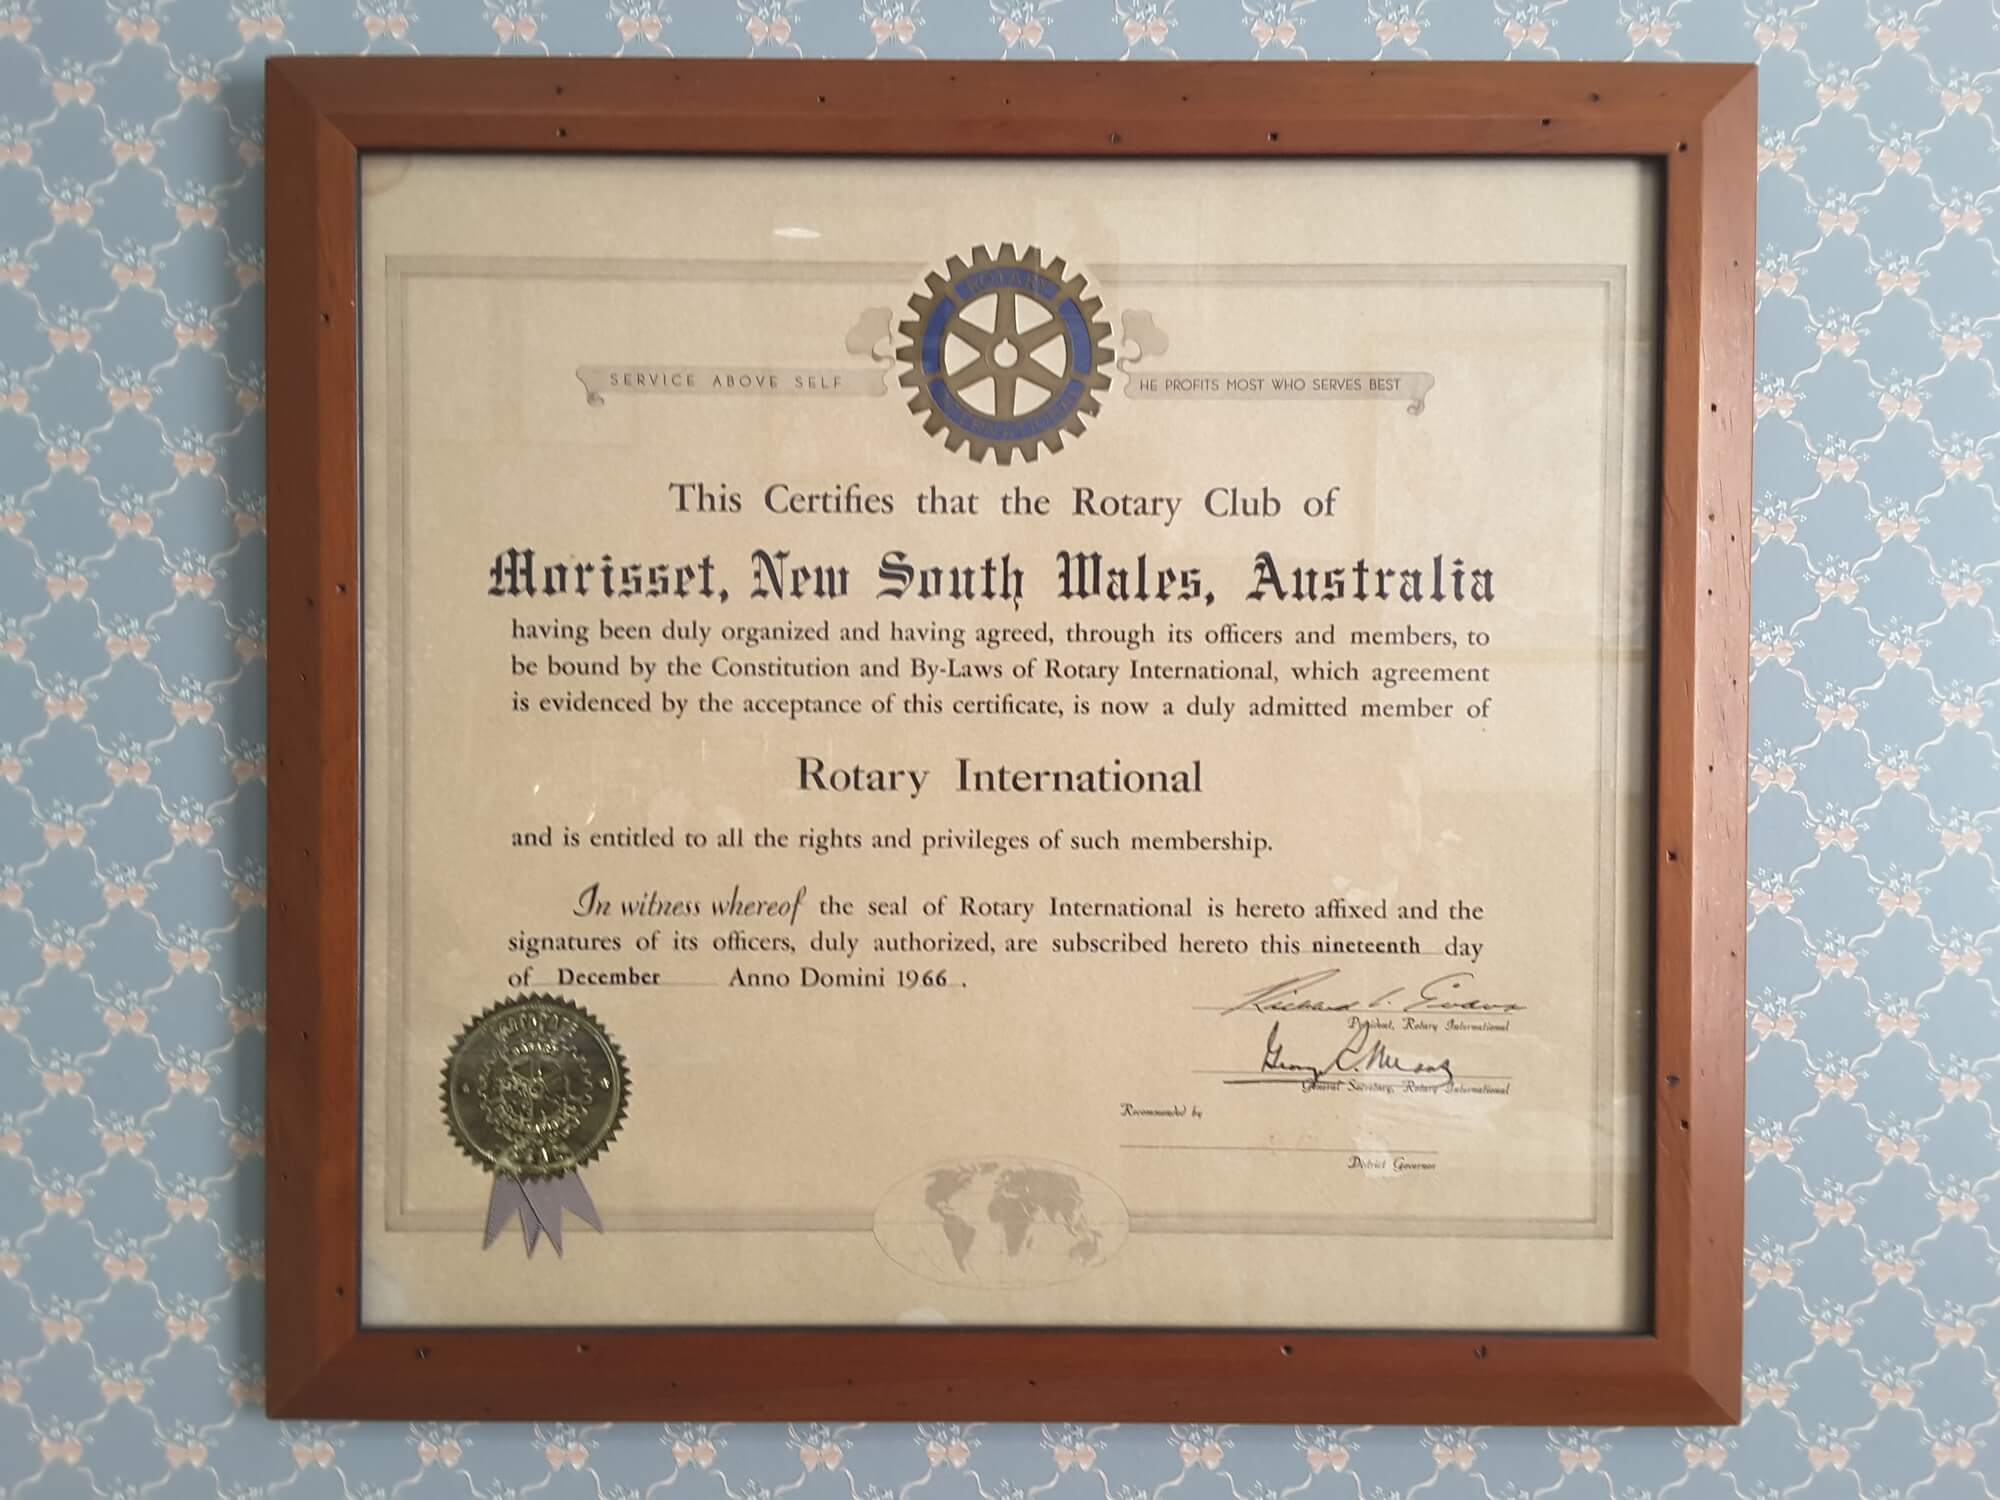 ROTARY
INTERNATIONAL
SERVICE ABOVE SELF
HE PROFITS MOST WHO SERVES BEST
This Certifies that the Rotary Club of
Morisset, New South Wales, Australia
having been duly organized and having agreed, through its officers and members, to
be bound by the Constitution and By-Laws of Rotary International, which agreement
is evidenced by the acceptance of this certificate, is now a duly admitted member of
Rotary International
and is entitled to all the rights and privileges of such membership.
In witness whereof the seal of Rotary International is hereto affixed and the
signatures of its officers, duly authorized, are subscribed hereto this nineteenth day
of December Anno Domini 1966.
Richard L. Evans
President, Rotary International
George R. Means
General Secretary, Rotary International
Recommended by
District Governor